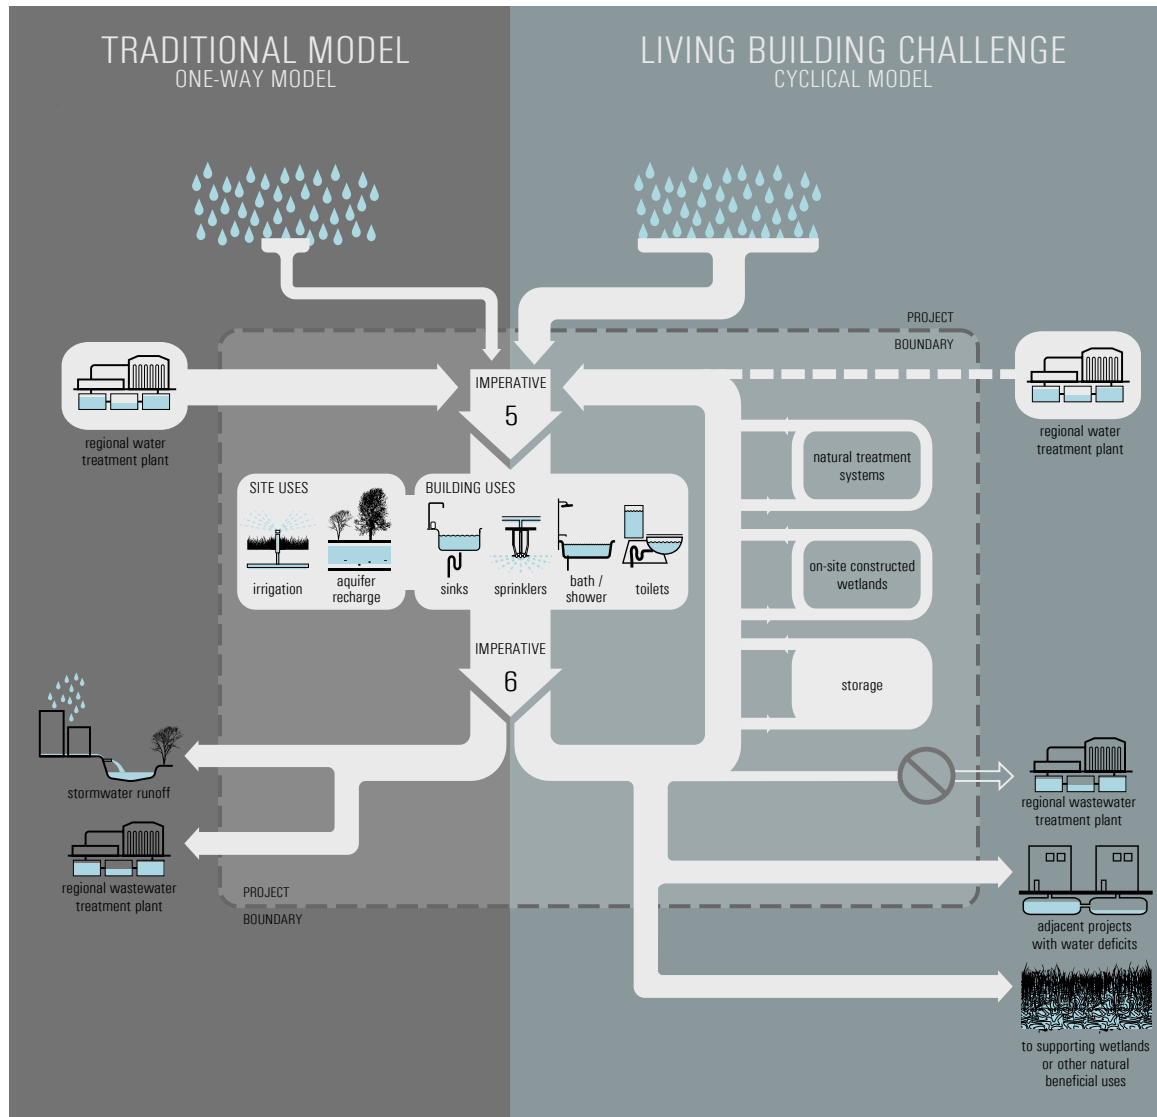 TRADITIONAL MODEL
ONE-WAY MODEL
LIVING BUILDING CHALLENGE
CYCLICAL MODEL
PROJECT
BOUNDARY
regional water
treatment plant
IMPERATIVE
5
regional water
treatment plant
natural treatment
systems
SITE USES
irrigation
aquifer
recharge
BUILDING USES
sinks
sprinklers
bath /
shower
toilets
on-site constructed
wetlands
IMPERATIVE
6
storage
stormwater runoff
regional wastewater
treatment plant
regional wastewater
treatment plant
PROJECT
BOUNDARY
adjacent projects
with water deficits
to supporting wetlands
or other natural
beneficial uses